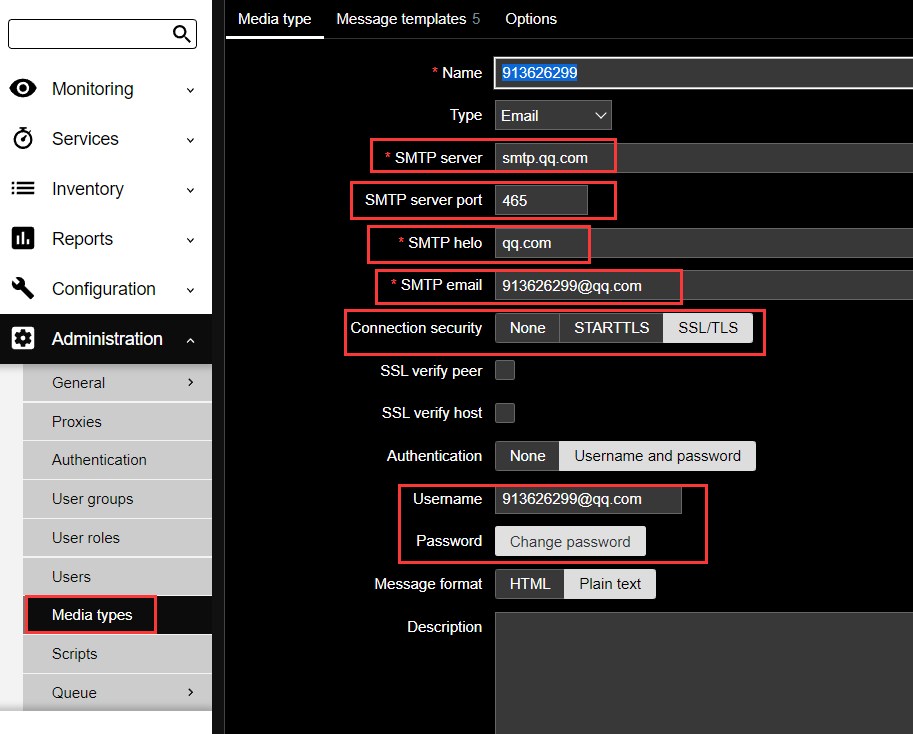 Monitoring
Services
Inventory
Reports
Configuration
Administration
General
Proxies
Authentication
User groups
User roles
Users
Media types
Scripts
Queue
Media type Message templates 5 Options
* Name 913626299
Type Email
* SMTP server smtp.qq.com
SMTP server port 465
* SMTP helo qq.com
* SMTP email 913626299@qq.com
Connection security None STARTTLS SSL/TLS
SSL verify peer
SSL verify host
Authentication None Username and password
Username 913626299@qq.com
Password Change password
Message format HTML Plain text
Description